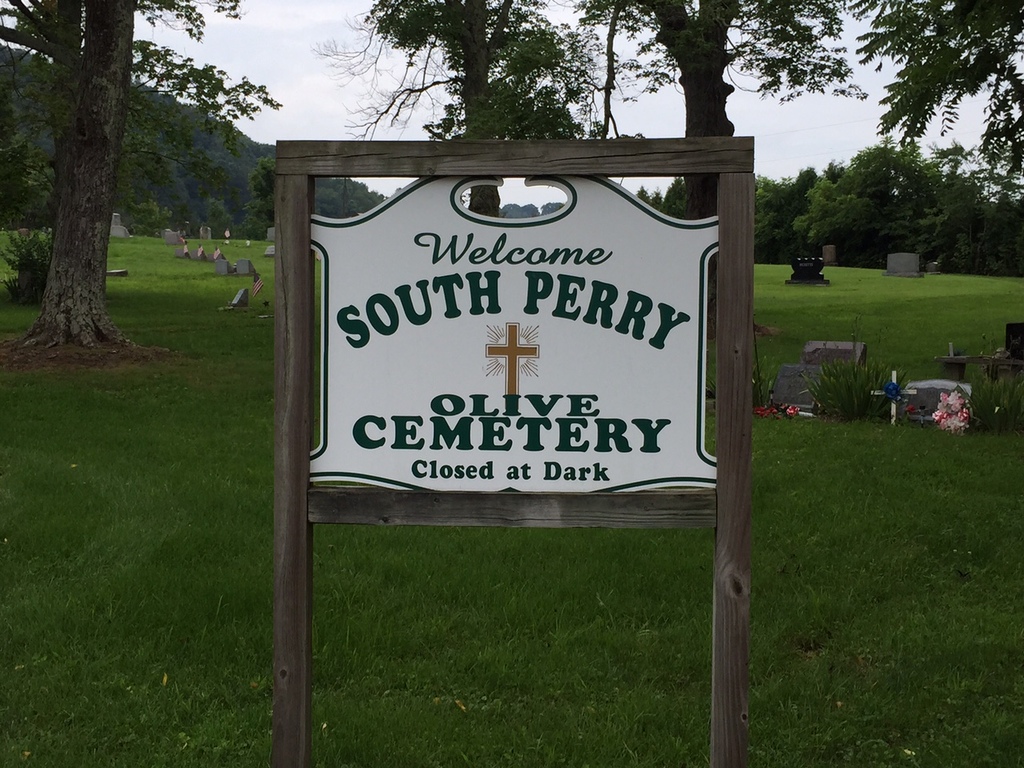 Welcome
SOUTH PERRY
OLIVE
CEMETERY
Closed at Dark